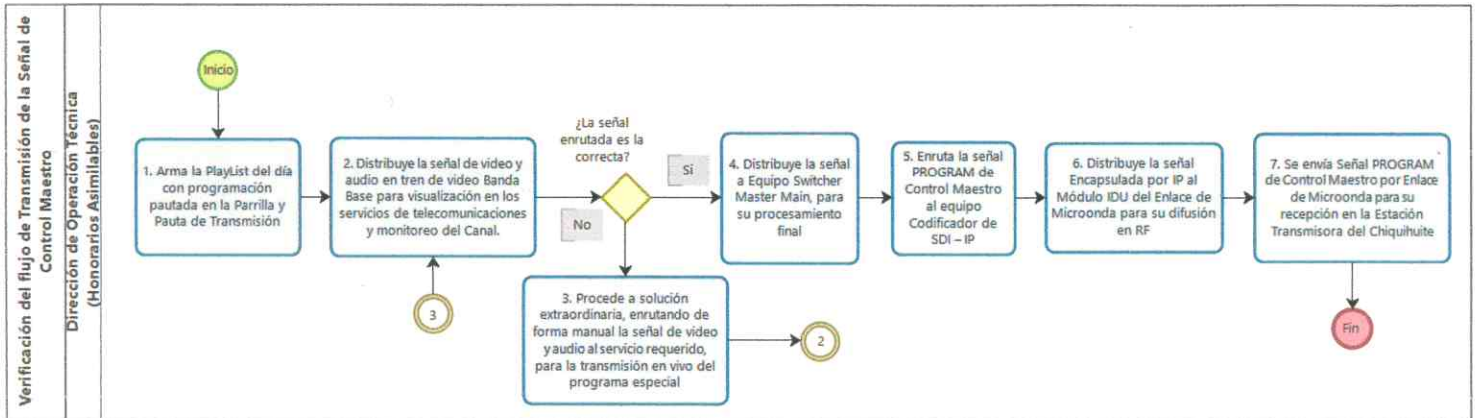 Verificación del flujo de Transmisión de la Señal de
Control Maestro
Dirección de Operación Técnica
(Honorarios Asimilables)
Inicio
1. Arma la PlayList del día
con programación
pautada en la Parrilla y
Pauta de Transmisión
2. Distribuye la señal de video y
audio en tren de video Banda
Base para visualización en los
servicios de telecomunicaciones
y monitoreo del Canal.
3
¿La señal
enrutada es la
correcta?
Si
No
3. Procede a solución
extraordinaria, enrutando de
forma manual la señal de video
y audio al servicio requerido,
para la transmisión en vivo del
programa especial
2
4. Distribuye la señal
a Equipo Switcher
Master Main, para
su procesamiento
final
5. Enruta la señal
PROGRAM de
Control Maestro
al equipo
Codificador de
SDI – IP
6. Distribuye la señal
Encapsulada por IP al
Módulo IDU del Enlace de
Microonda para su difusión
en RF
7. Se envía Señal PROGRAM
de Control Maestro por Enlace
de Microonda para su
recepción en la Estación
Transmisora del Chiquihuite
Fin